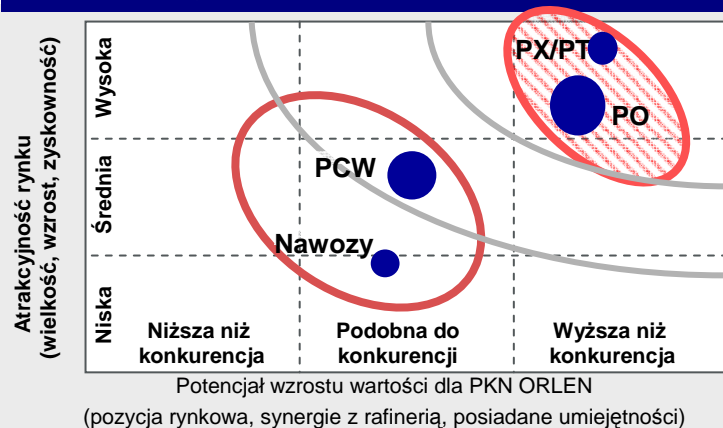 Atrakcyjność rynku
(wielkość, wzrost, zyskowność)
Wysoka
Średnia
Niska
PX/PT
PO
PCW
Nawozy
Niższa niż
konkurencja
Podobna do
konkurencji
Wyższa niż
konkurencja
Potencjał wzrostu wartości dla PKN ORLEN
(pozycja rynkowa, synergie z rafinerią, posiadane umiejętności)